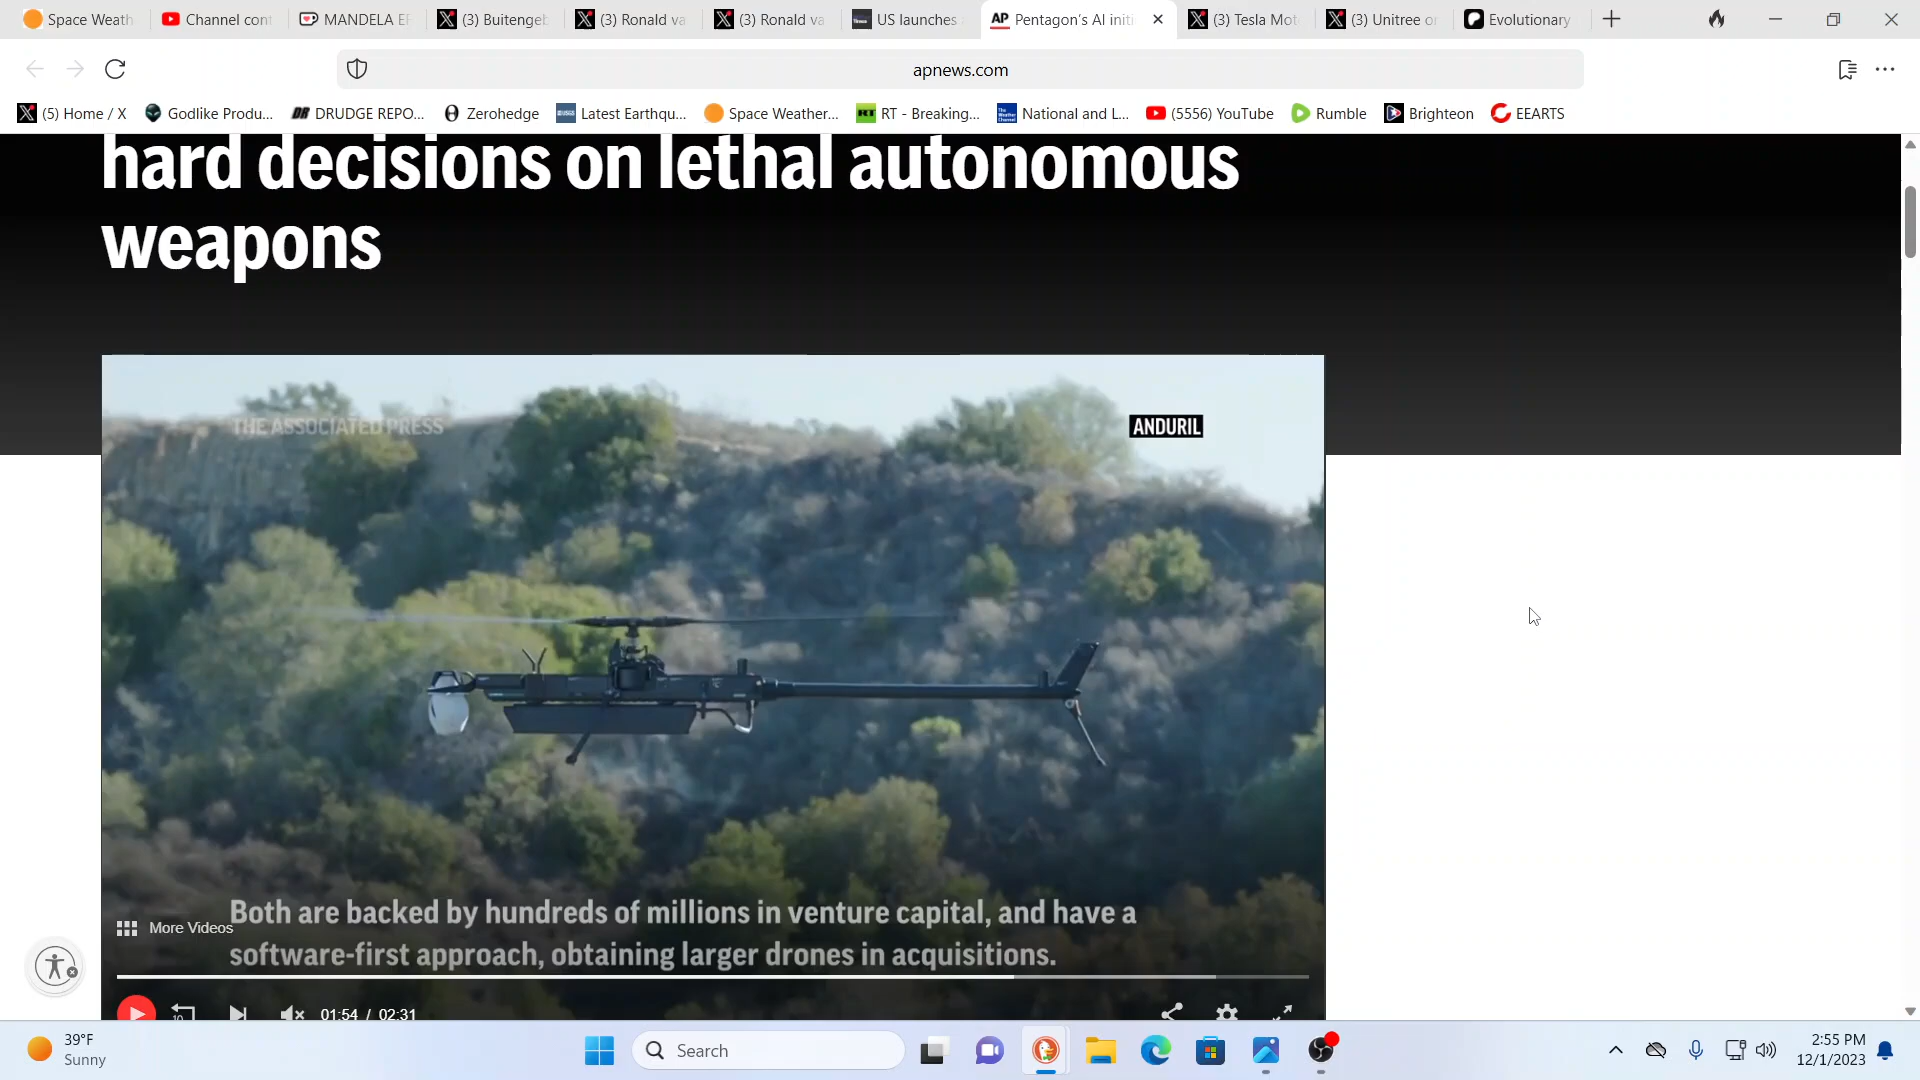 Space Weath
Channel cont
MANDELA EF
(3) Buitengeb
(3) Ronald va
(3) Ronald va
US launches
AP Pentagon's AI initi
(3) Tesla Mot
(3) Unitree or
Evolutionary
apnews.com
(5) Home / X
Godlike Produ...
DRUDGE REPO...
Zerohedge
Latest Earthqu...
Space Weather...
RT - Breaking...
National and L...
(5556) YouTube
Rumble
Brighteon
EEARTS
hard decisions on lethal autonomous
weapons
THE ASSOCIATED PRESS
ANDURIL
Both are backed by hundreds of millions in venture capital, and have a
More Videos
software-first approach, obtaining larger drones in acquisitions.
10
01:54 / 02:31
39°F
Sunny
Search
2:55 PM
12/1/2023